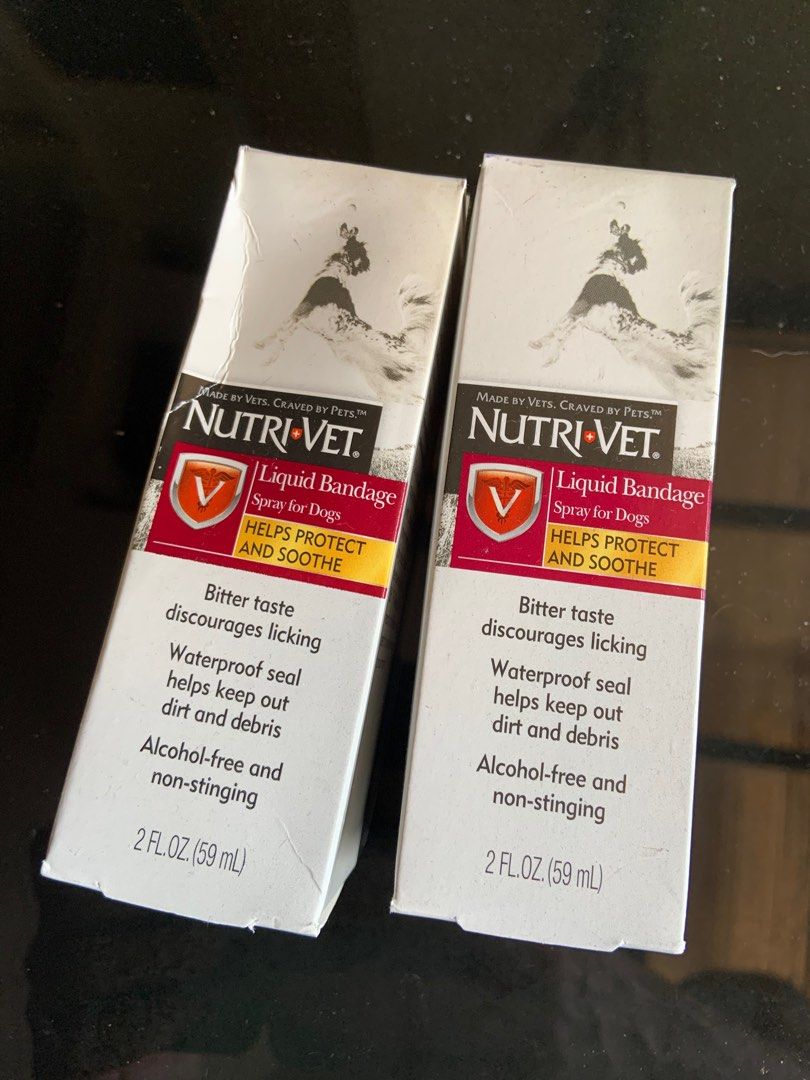 MADE BY VETS. CRAVED BY PETS.™
NUTRI•VET®
V
Liquid Bandage
Spray for Dogs
HELPS PROTECT
AND SOOTHE
Bitter taste
discourages licking
Waterproof seal
helps keep out
dirt and debris
Alcohol-free and
non-stinging
2 FL.OZ. (59 mL)
MADE BY VETS. CRAVED BY PETS.™
NUTRI•VET®
V
Liquid Bandage
Spray for Dogs
HELPS PROTECT
AND SOOTHE
Bitter taste
discourages licking
Waterproof seal
helps keep out
dirt and debris
Alcohol-free and
non-stinging
2 FL.OZ. (59 mL)